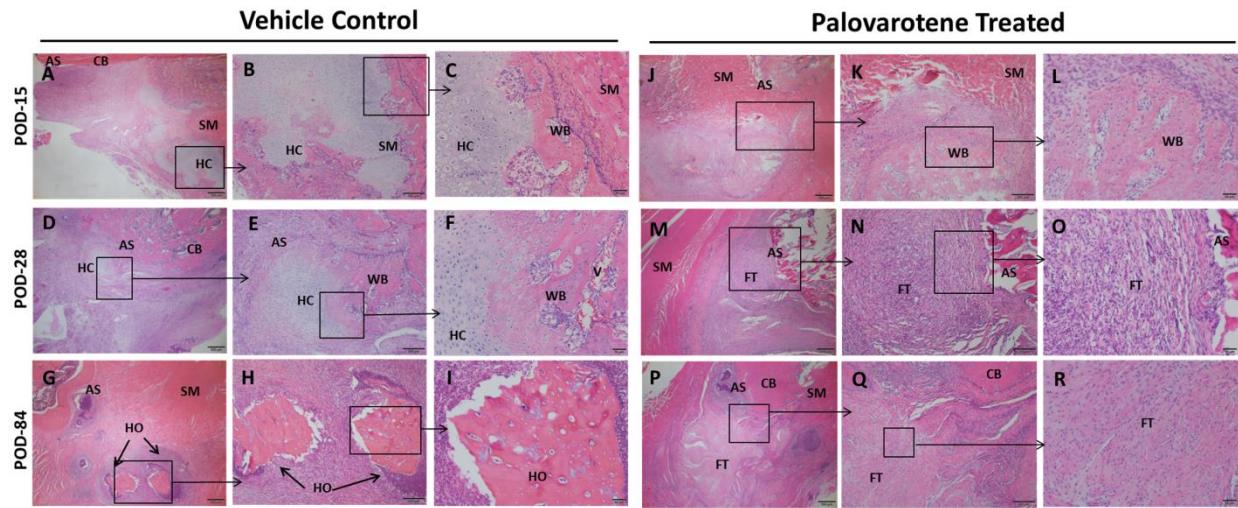 Vehicle Control
Palovarotene Treated
POD-15
A AS CB SM HC
B HC SM
C HC WB SM
J SM AS
K SM WB
L WB
POD-28
D AS CB HC
E AS WB HC
F V WB HC
M SM AS FT
N AS FT
O AS FT
POD-84
G AS SM HO
H HO
I HO
P AS CB SM FT
Q CB FT
R FT